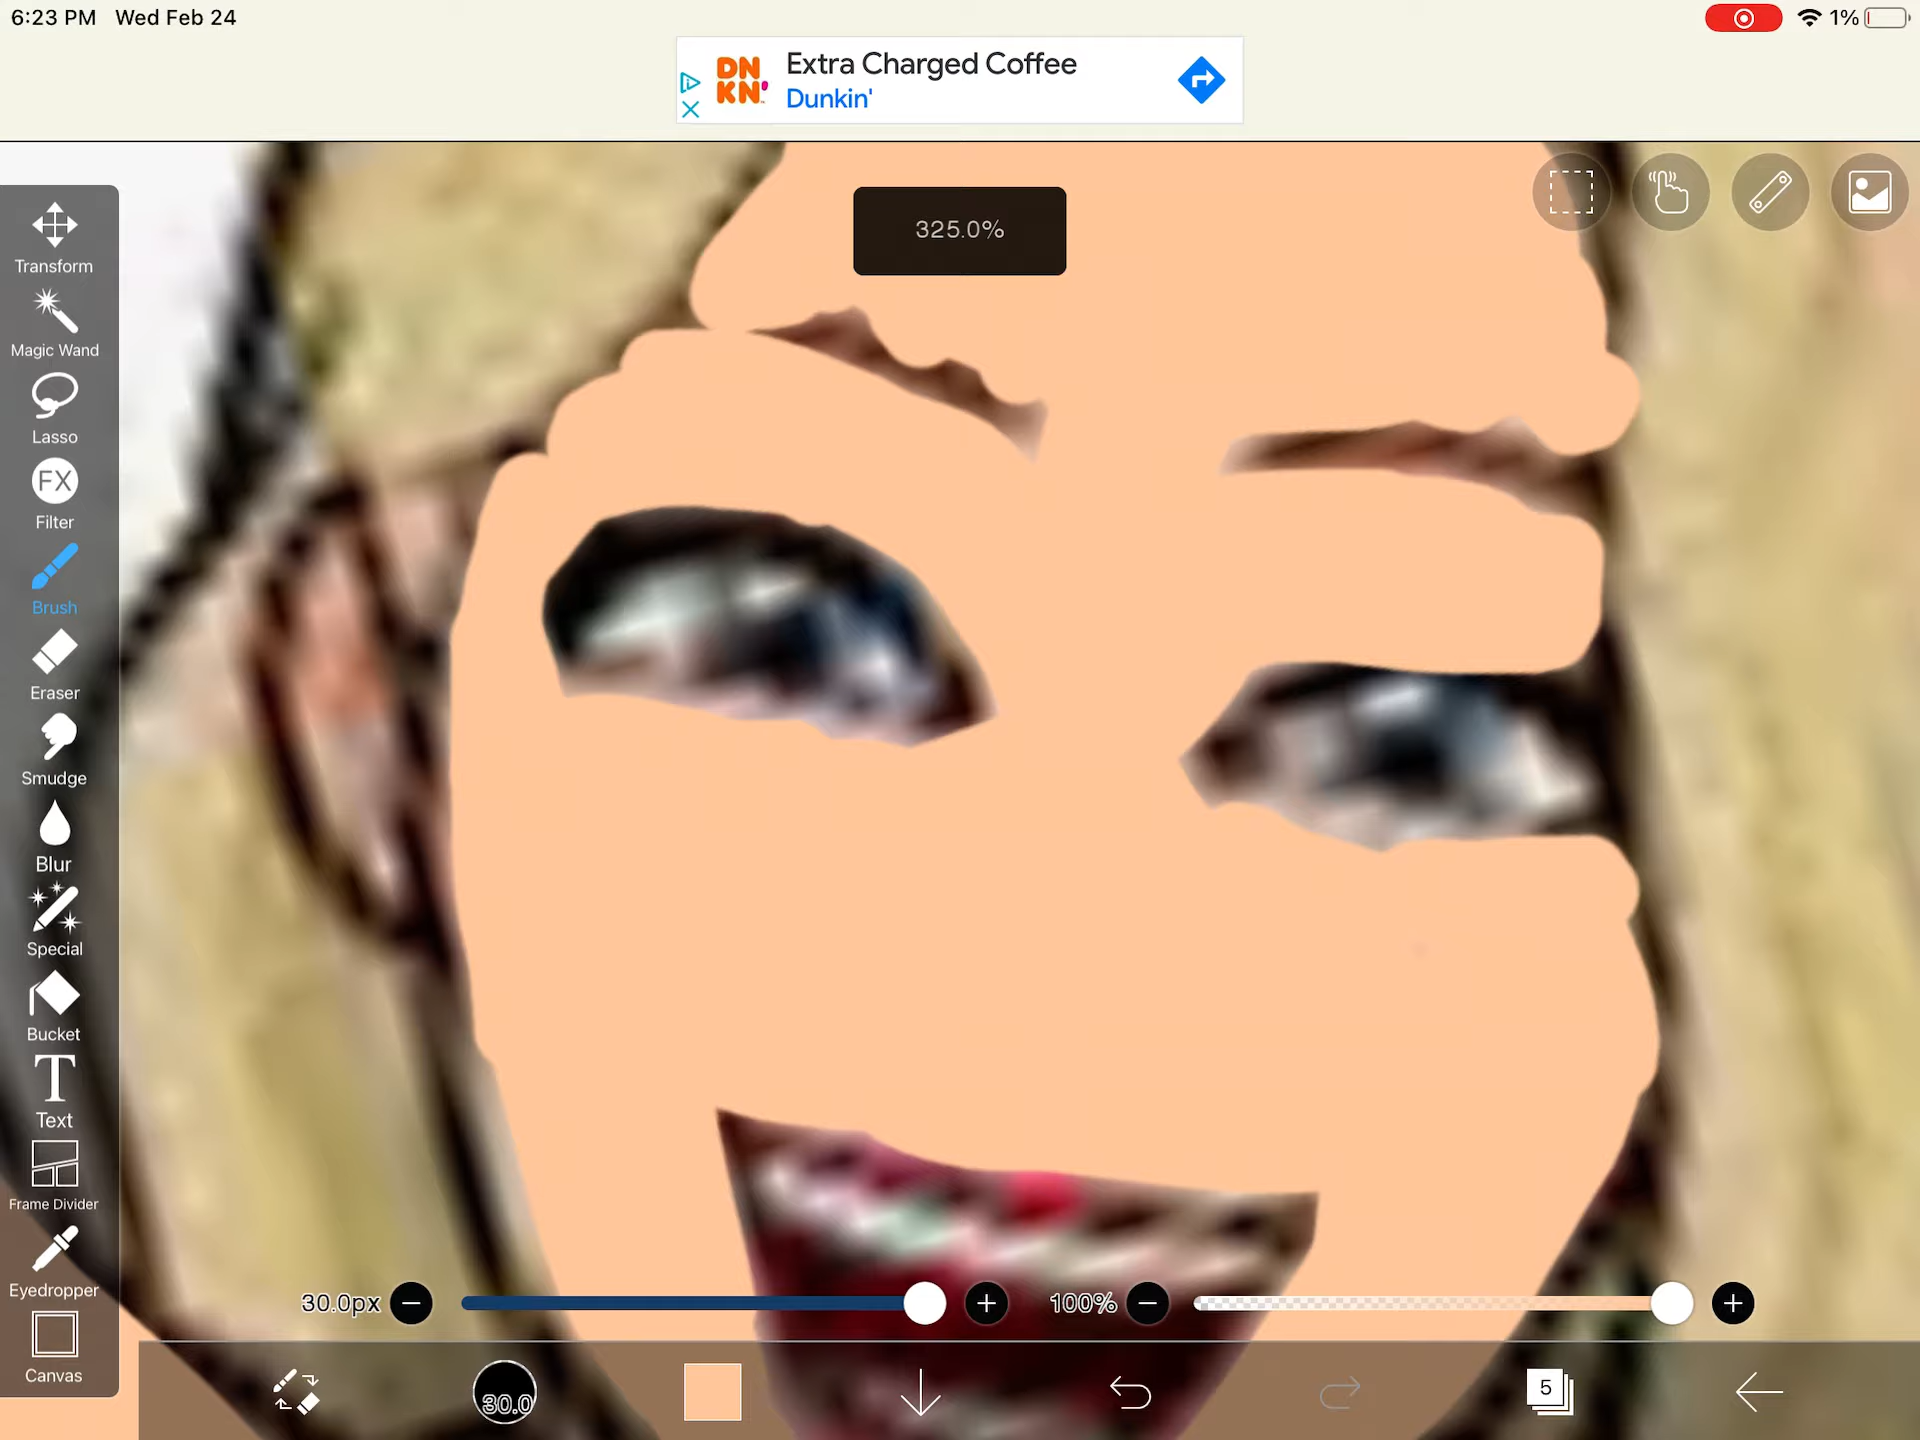 6:23 PM Wed Feb 24
1%
DN
KN'
Extra Charged Coffee
Dunkin'
325.0%
Transform
Magic Wand
Lasso
FX
Filter
Brush
Eraser
Smudge
Blur
Special
Bucket
T
Text
Frame Divider
Eyedropper
Canvas
30.0px
100%
30.0
5